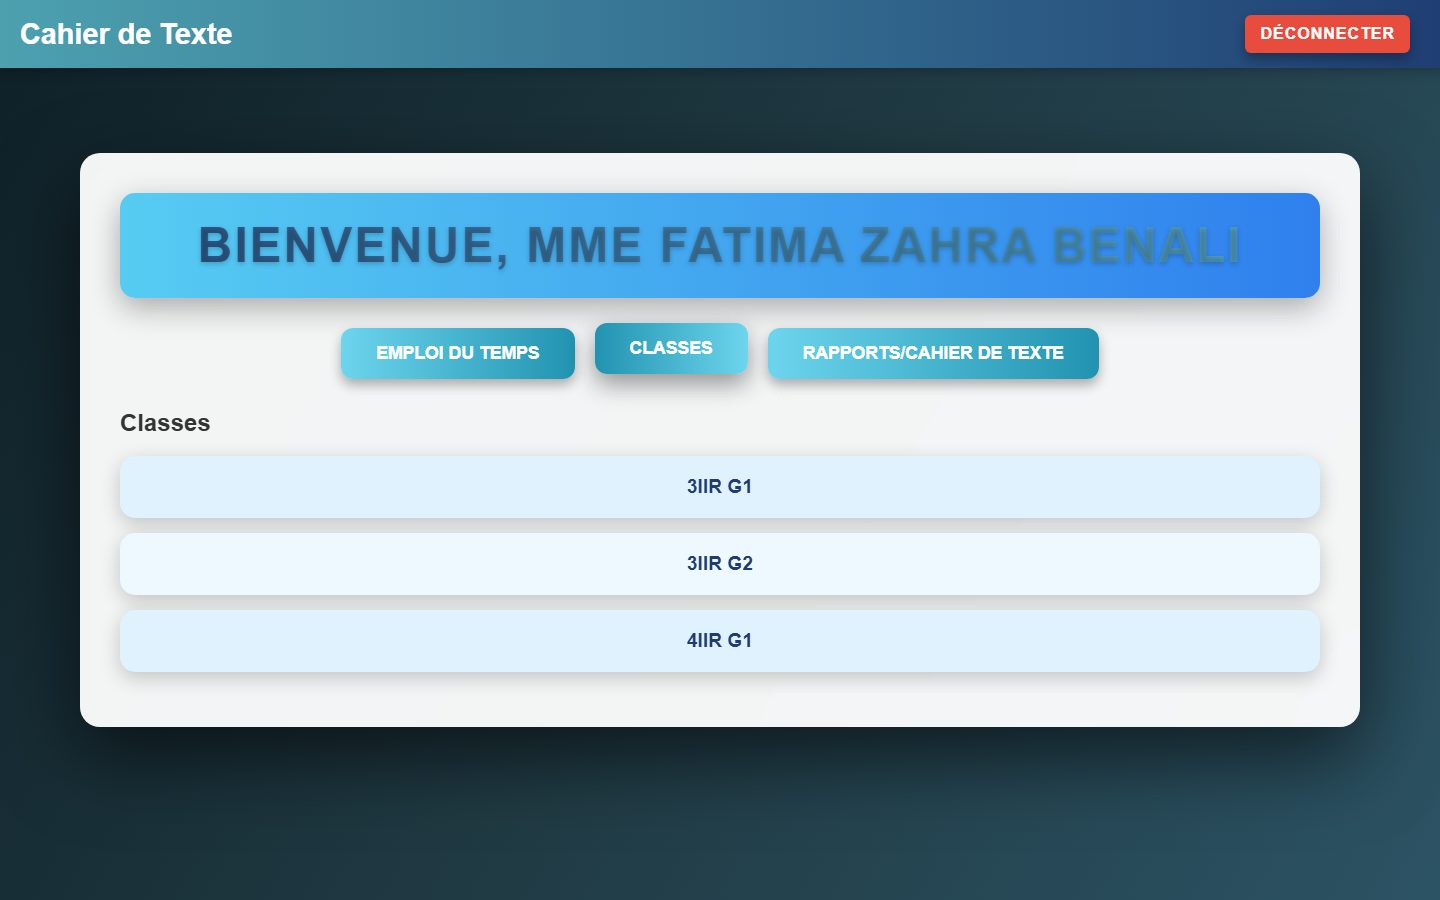 Cahier de Texte
DÉCONNECTER
BIENVENUE, MME FATIMA ZAHRA BENALI
EMPLOI DU TEMPS
CLASSES
RAPPORTS/CAHIER DE TEXTE
Classes
3IIR G1
3IIR G2
4IIR G1